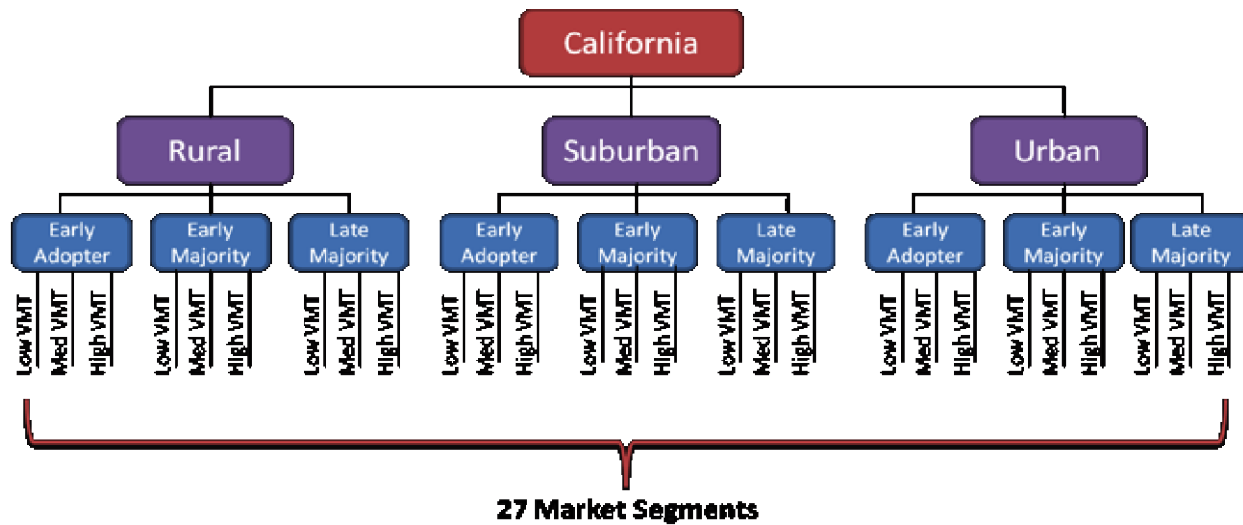 California
Rural
Suburban
Urban
Early
Adopter
Early
Majority
Late
Majority
Early
Adopter
Early
Majority
Late
Majority
Early
Adopter
Early
Majority
Late
Majority
Low VMT
Med VMT
High VMT
Low VMT
Med VMT
High VMT
Low VMT
Med VMT
High VMT
Low VMT
Med VMT
High VMT
Low VMT
Med VMT
High VMT
Low VMT
Med VMT
High VMT
Low VMT
Med VMT
High VMT
Low VMT
Med VMT
High VMT
Low VMT
Med VMT
High VMT
27 Market Segments